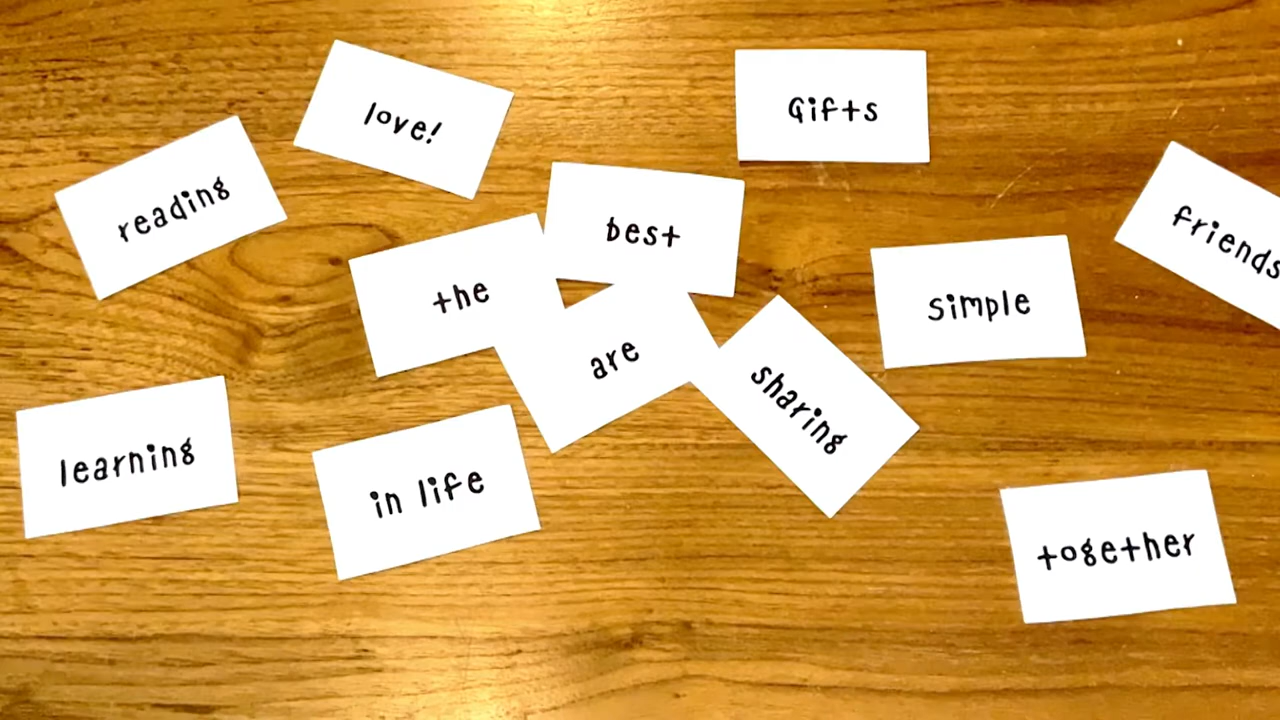 love!
Gifts
reading
best
friends
the
simple
are
sharing
learning
in life
together